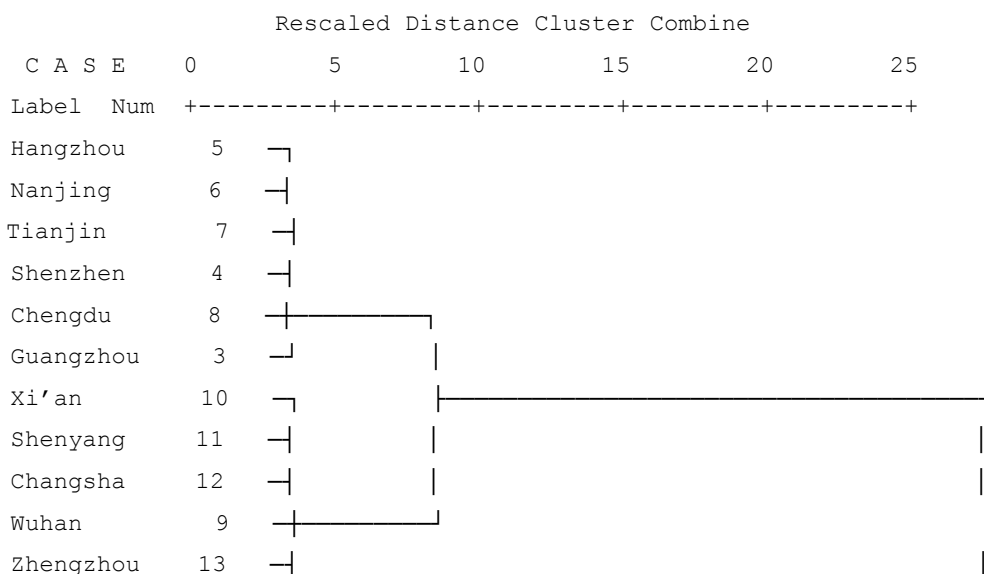 Rescaled Distance Cluster Combine
C A S E 0 5 10 15 20 25
Label Num +---------+---------+---------+---------+---------+
Hangzhou 5
Nanjing 6
Tianjin 7
Shenzhen 4
Chengdu 8
Guangzhou 3
Xi’an 10
Shenyang 11
Changsha 12
Wuhan 9
Zhengzhou 13